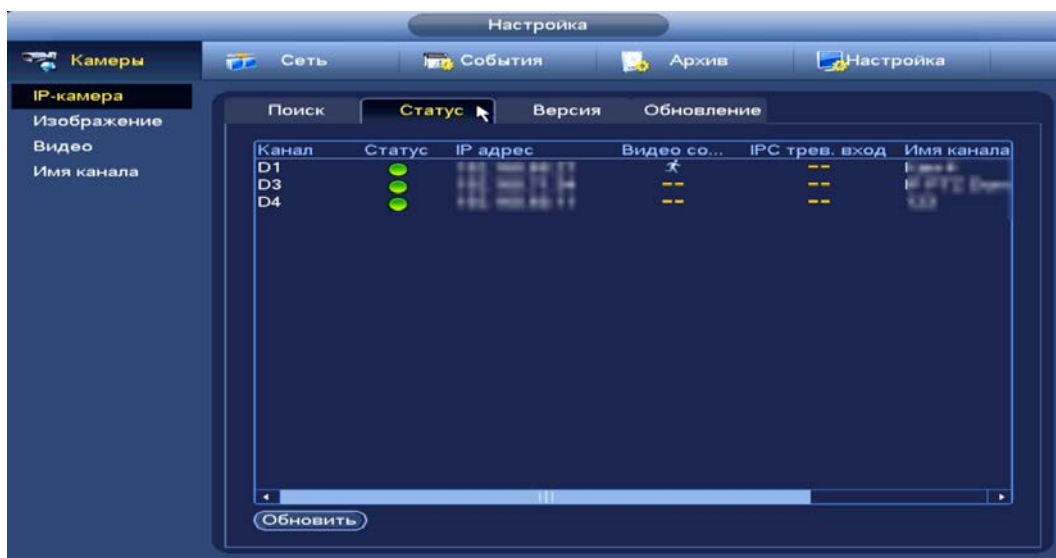 Настройка
Камеры Сеть События Архив Настройка
IP-камера
Изображение
Видео
Имя канала
Поиск Статус Версия Обновление
Канал Статус IP адрес Видео со... IPC трев. вход Имя канала
D1 --
D3 -- --
D4 -- --
Обновить